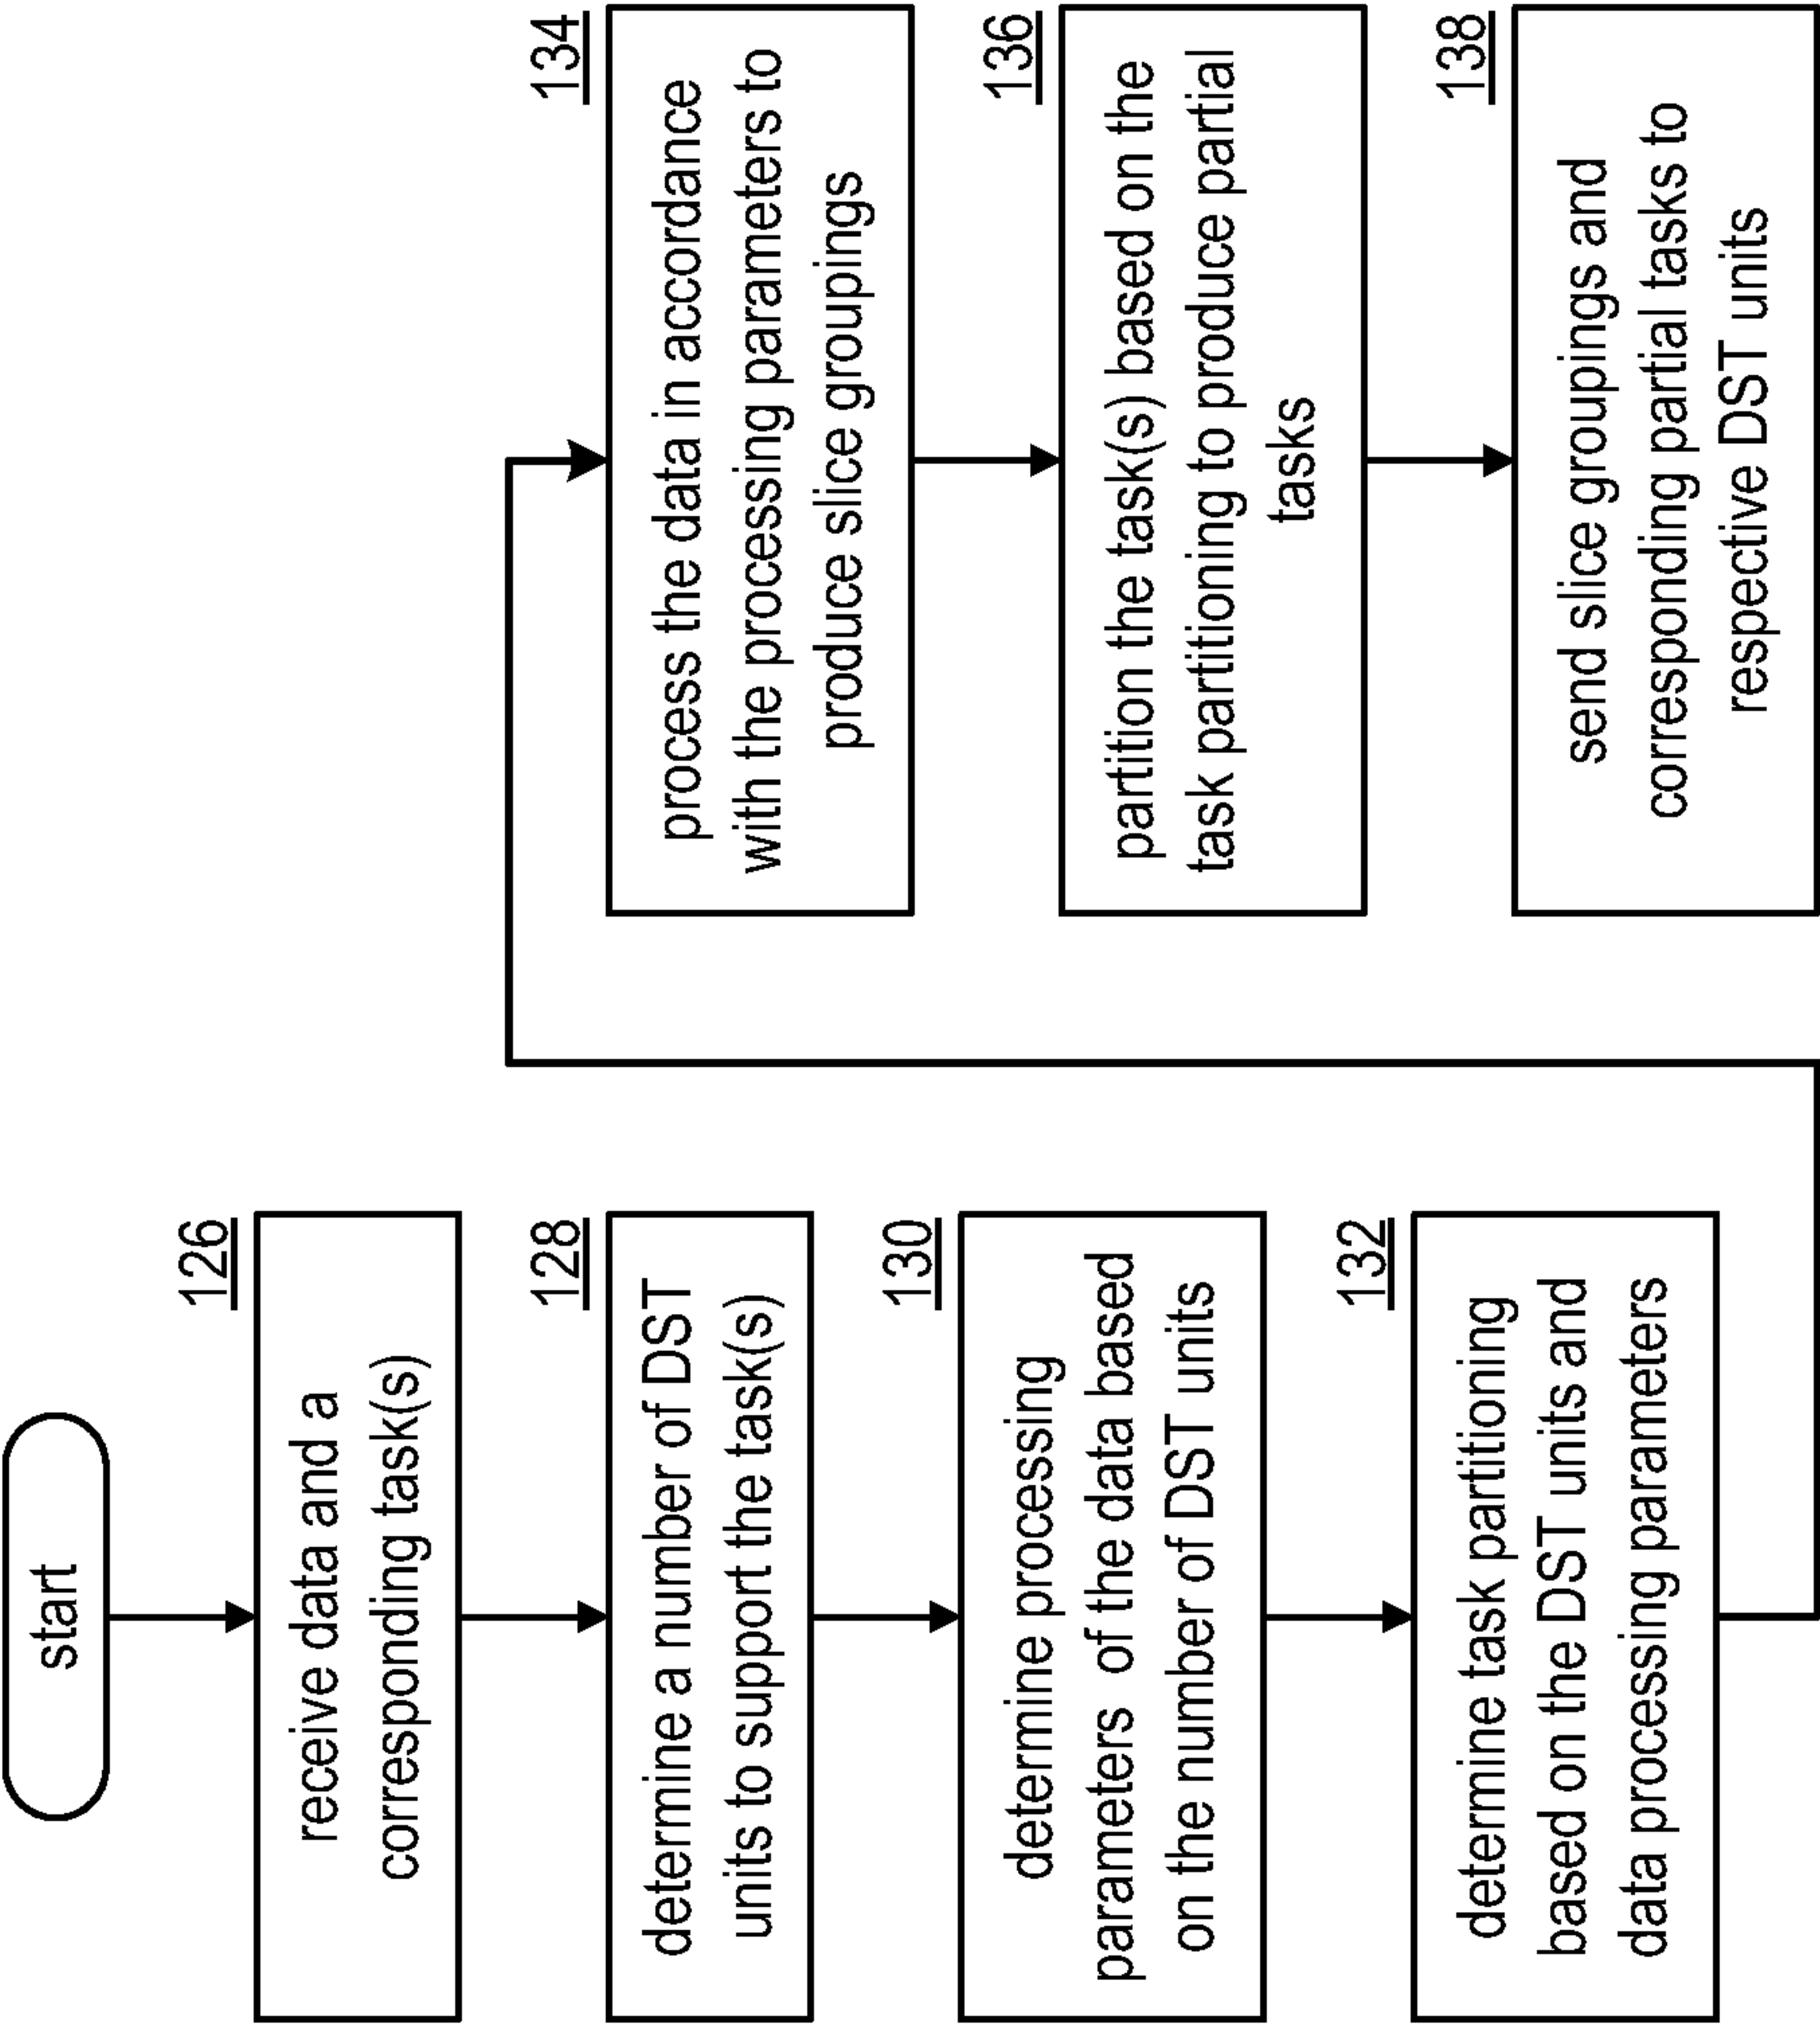 start
126
receive data and a
corresponding task(s)
128
determine a number of DST
units to support the task(s)
130
determine processing
parameters of the data based
on the number of DST units
132
determine task partitioning
based on the DST units and
data processing parameters
134
process the data in accordance
with the processing parameters to
produce slice groupings
136
partition the task(s) based on the
task partitioning to produce partial
tasks
138
send slice groupings and
corresponding partial tasks to
respective DST units